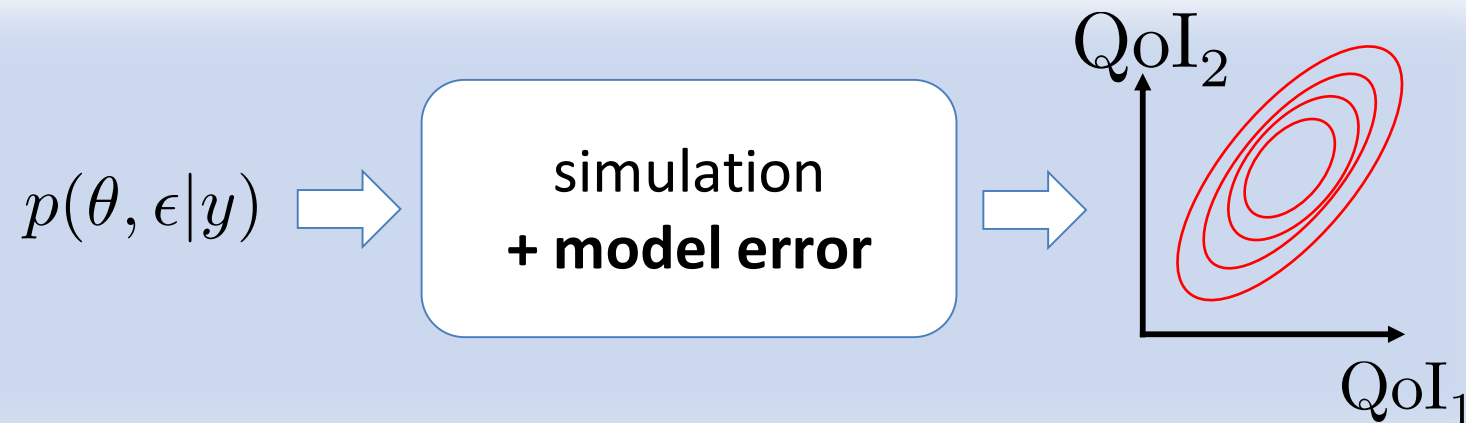 p(θ, ϵ|y)
simulation
+ model error
QoI₂
QoI₁